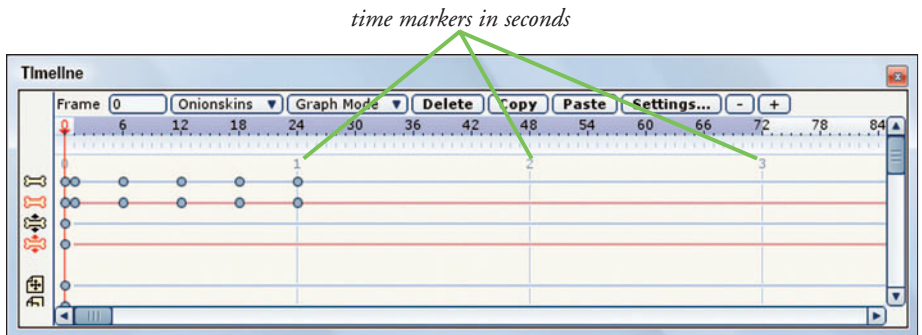 time markers in seconds
Timeline
Frame 0 Onionskins Graph Mode Delete Copy Paste Settings... - +
0 6 12 18 24 30 36 42 48 54 60 66 72 78 84
0 1 2 3